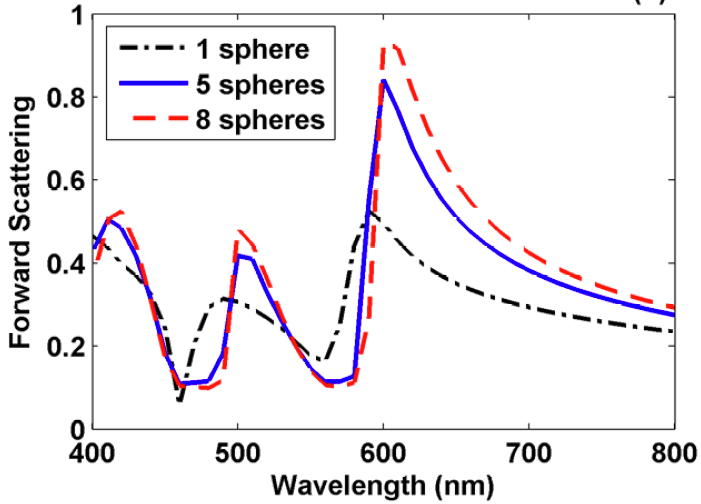 1 sphere
5 spheres
8 spheres
Forward Scattering
1
0.8
0.6
0.4
0.2
0
400 500 600 700 800
Wavelength (nm)